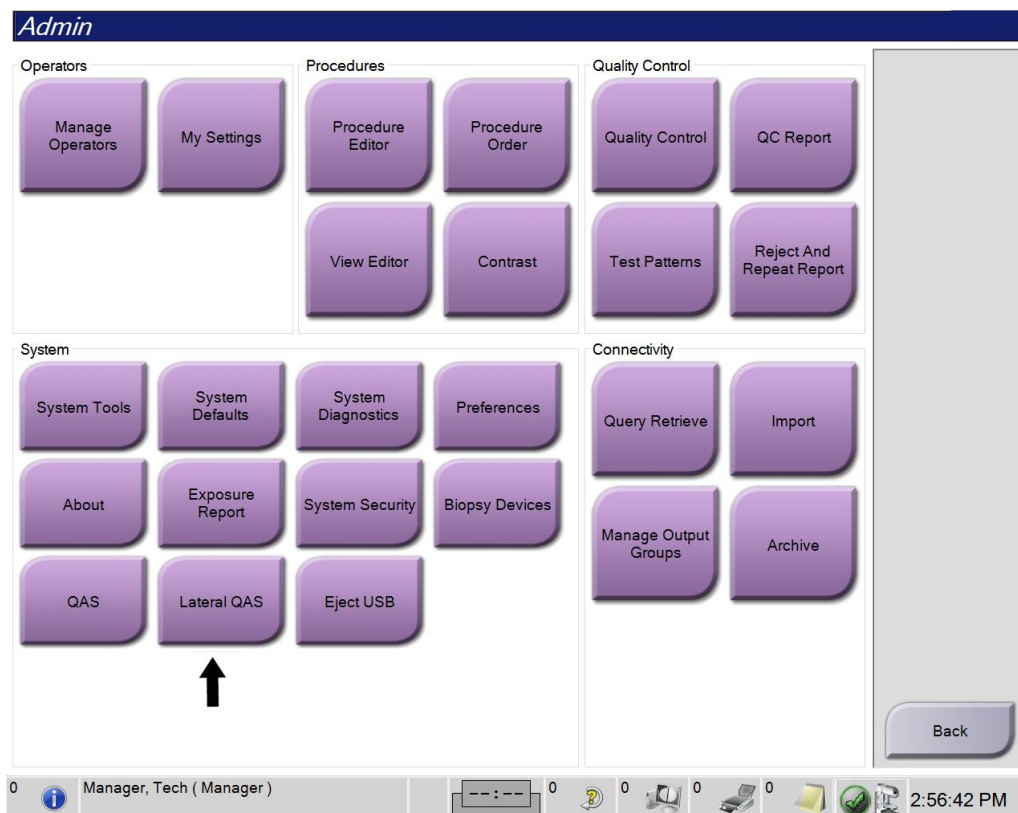 Admin
Operators
Manage
Operators
My Settings
Procedures
Procedure
Editor
Procedure
Order
View Editor
Contrast
Quality Control
Quality Control
QC Report
Test Patterns
Reject And
Repeat Report
System
System Tools
System
Defaults
System
Diagnostics
Preferences
About
Exposure
Report
System Security
Biopsy Devices
QAS
Lateral QAS
Eject USB
Connectivity
Query Retrieve
Import
Manage Output
Groups
Archive
Back
0
Manager, Tech ( Manager )
--:--
0
0
0
0
2:56:42 PM